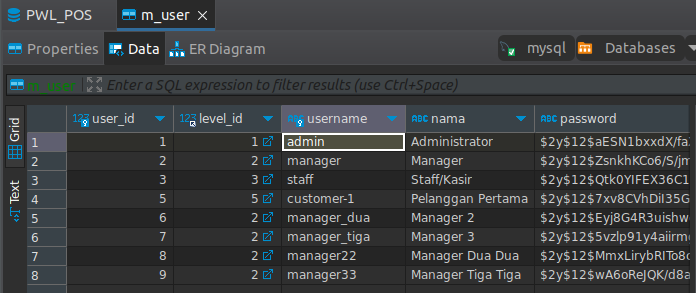 PWL_POS m_user
Properties Data ER Diagram mysql Databases
m_user Enter a SQL expression to filter results (use Ctrl+Space)
Grid
Text
123 user_id 123 level_id ABC username ABC nama ABC password
1 1 1 admin Administrator $2y$12$aESN1bxxdX/fa
2 2 2 manager Manager $2y$12$ZsnkhKCo6/S/jm
3 3 3 staff Staff/Kasir $2y$12$Qtk0YIFEX36C1
4 5 5 customer-1 Pelanggan Pertama $2y$12$7xv8CVhDiI35G
5 6 2 manager_dua Manager 2 $2y$12$Eyj8G4R3uishw
6 7 2 manager_tiga Manager 3 $2y$12$5vzlp91y4aiirm
7 8 2 manager22 Manager Dua Dua $2y$12$MmxLirybRITo8
8 9 2 manager33 Manager Tiga Tiga $2y$12$wA6oReJQK/d8a